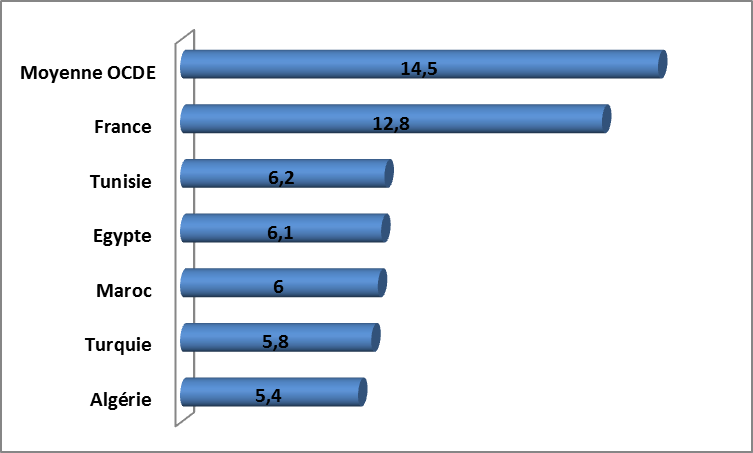 Moyenne OCDE 14,5
France 12,8
Tunisie 6,2
Egypte 6,1
Maroc 6
Turquie 5,8
Algérie 5,4